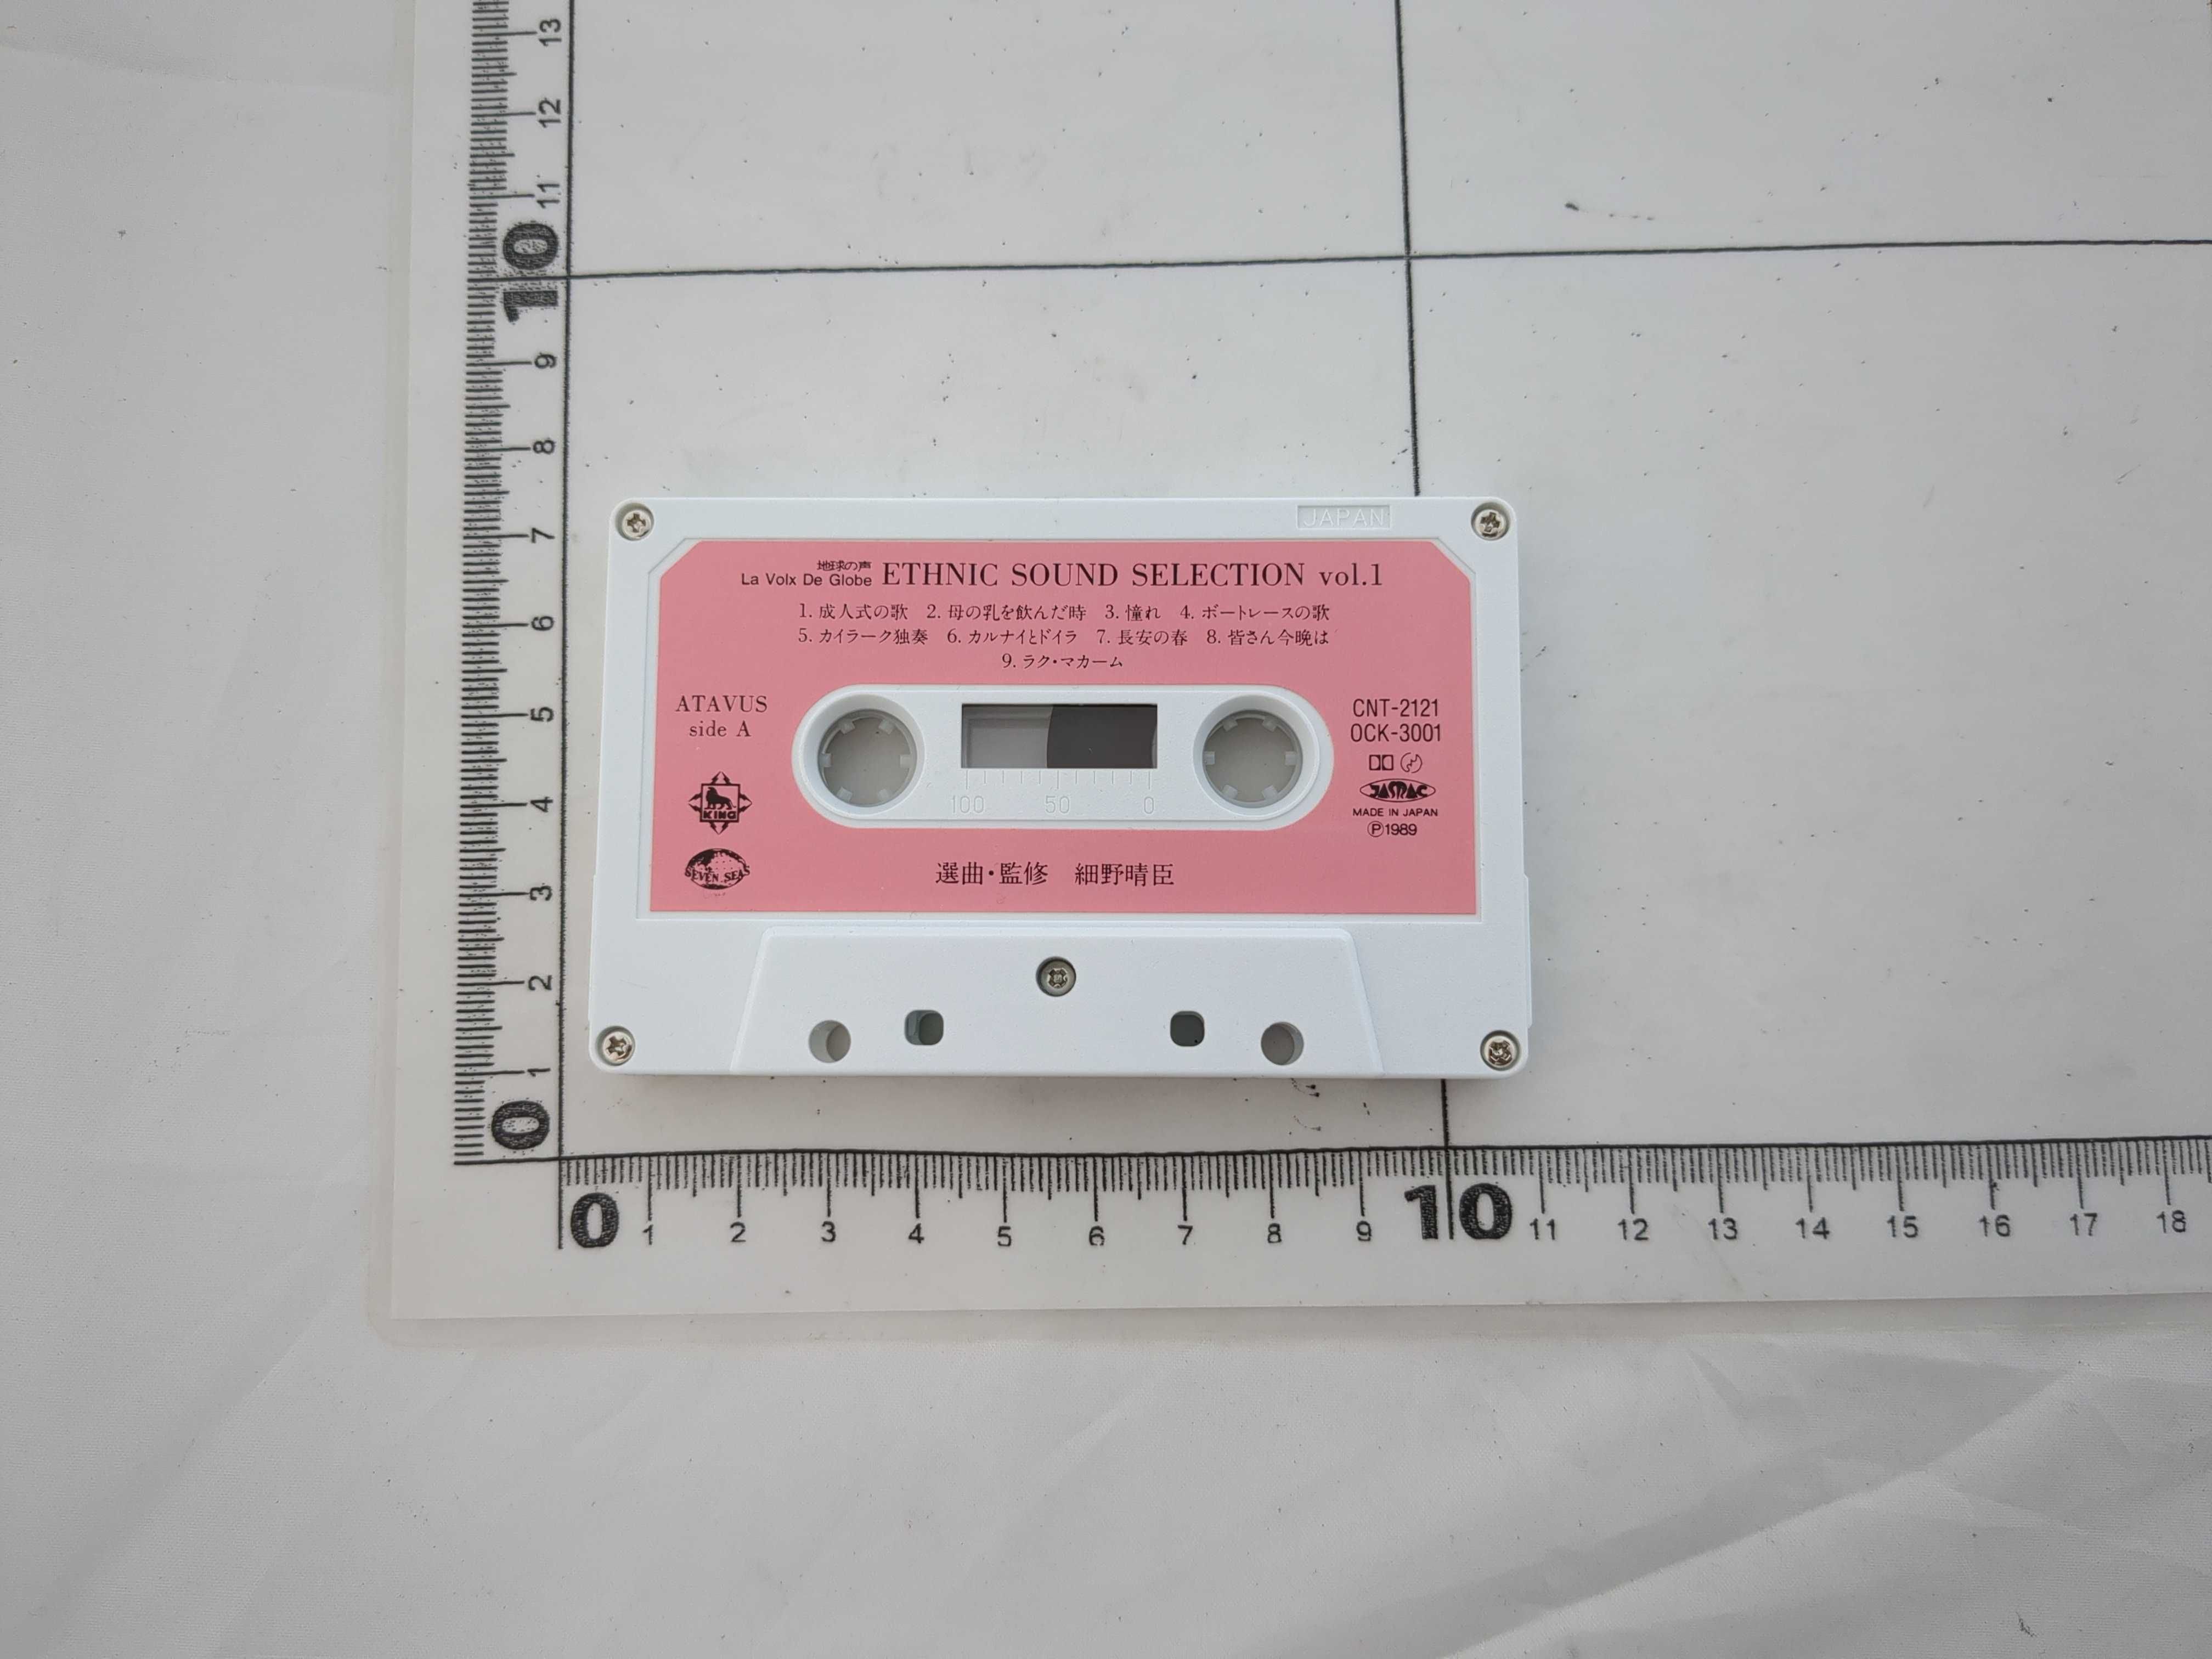 JAPAN
地球の声
La Voix De Globe ETHNIC SOUND SELECTION vol.1
1. 成人式の歌 2. 母の乳を飲んだ時 3. 憧れ 4. ボートレースの歌
5. カイラーク独奏 6. カルナイとドイラ 7. 長安の春 8. 皆さん今晩は
9. ラク・マカーム
ATAVUS
side A
KING
SEVEN SEAS
100 50 0
CNT-2121
OCK-3001
JASRAC
MADE IN JAPAN
Ⓟ1989
選曲・監修 細野晴臣
13
12
11
10
9
8
7
6
5
4
3
2
1
0
0 1 2 3 4 5 6 7 8 9 10 11 12 13 14 15 16 17 18